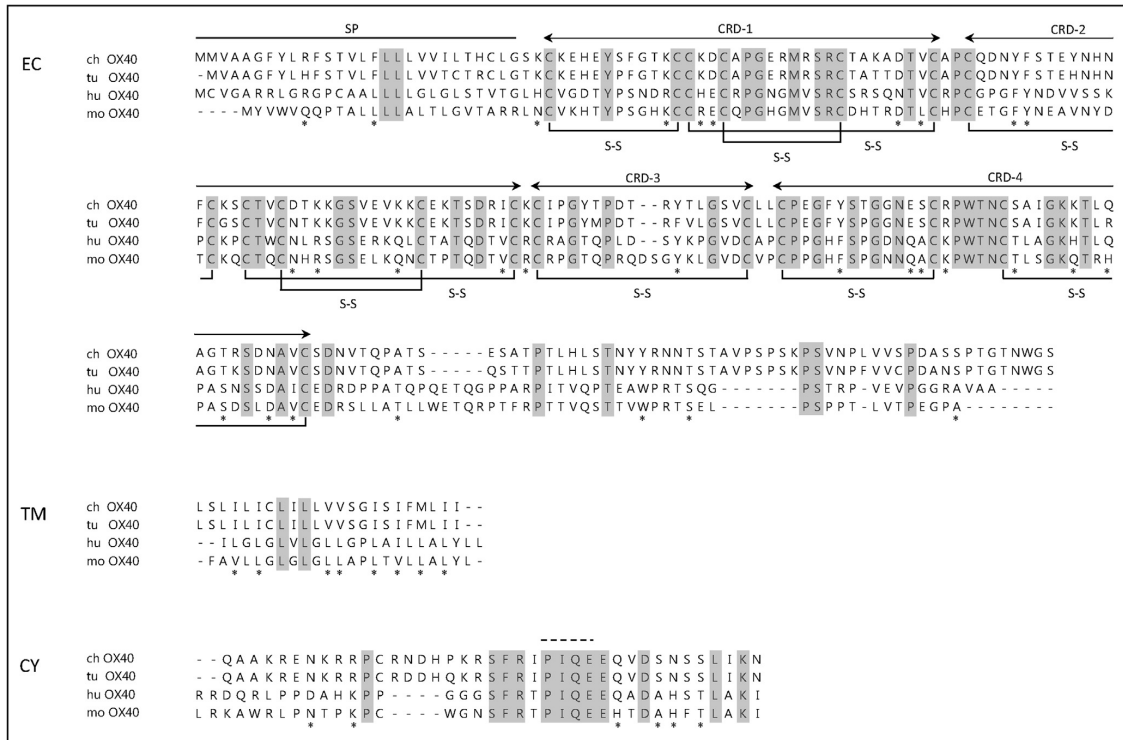 SP CRD-1 CRD-2
EC
ch OX40 MMVAAGFYLRFSTVLFLLLVVILTHCLGSKCKEHEYSFGTKCCKDCAPGERMRSRCTAKADTVCAPCQDNYFSTEYNHN
tu OX40 -MVAAGFYLRFSTVLFLLLVVTCTRCLGTKCKEHEYSFGTKCCKDCAPGERMRSRCTATTDTVCAPCQDNYFSTEHNHN
hu OX40 MCVGARRLGRGPCAALLLLGLGLSTVTGLHCVGDTYPSNDRCCHECRPGNGMVSRCSRSQNTVCRPCGPGFYNDVVSSK
mo OX40 ----MYVWVQQPTALLLLALTLGVTARRLNCVKHTYPSGHKCCRECQPGHGMVSRCDHTRDTLCHPCETGFYNEAVNYD
* * * * * * * * * *
S-S S-S S-S
CRD-3 CRD-4
ch OX40 FCKSCTVCDTKKGSVEVKKCEKTSDRICKCIPGYTPDT--RYTLGSVCLLCPEGFYSTGGNESCRPWTNCSAIGKKTLQ
tu OX40 FCGSCTVCNTKKGSVEVKKCEKTSDRICKCIPGYMPDT--RFVLGSVCLLCPEGFYSPGGNESCRPWTNCSAIGKKTLR
hu OX40 PCKPCTWCNLRSGSERKQLCTATQDTVCRCRAGTQPLD--SYKPGVDCAPCPPGHFSPGDNQACKPWTNCTLAGKHTLQ
mo OX40 TCKQCTQCNHRSGSELKQNCTPTQDTVCRCRPGTQPRQDSGYKLGVDCVPCPPGHFSPGNNQACKPWTNCTLSGKQTRH
* * * * * * * * * * * * *
S-S S-S S-S S-S S-S
ch OX40 AGTRSDNAVCSDNVTQPATS-----ESATPTLHLSTNYYRNNTSTAVPSPSKPSVNPLVVSPDASSPTGTNWGS
tu OX40 AGTKSDNAVCSDNVTQPATS-----QSTTPTLHLSTNYYRNNTSTAVPSPSKPSVNPFVVCPDANSPTGTNWGS
hu OX40 PASNSSDAICEDRDPPATQPQETQGPPARPITVQPTEAWPRTSQG------PSTRP-VEVPGGRAVAA------
mo OX40 PASDSLDAVCEDRSLLATLLWETQRPTFRPTTVQSTTVWPRTSEL------PSPPT-LVTPEGPA--------
* * * * * * *
TM
ch OX40 LSLILICLILLVVSGISIFMLII--
tu OX40 LSLILICLILLVVSGISIFMLII--
hu OX40 --ILGLGLVLGLLGPLAILLALYLL
mo OX40 -FAVLLGLGLGLLAPLTVLLALYL-
* * * * * * * *
CY
ch OX40 --QAAKRENKRRPCRNDHPKRSFRIPIQEEQVDSNSSLIKN
tu OX40 --QAAKRENKRRPCRDDHQKRSFRIPIQEEQVDSNSSLIKN
hu OX40 RRDQRLPPDAHKPP----GGGSFRTPIQEEQADAHSTLAKI
mo OX40 LRKAWRLPNTPKPC----WGNSFRTPIQEEHTDAHFTLAKI
* * * * * *